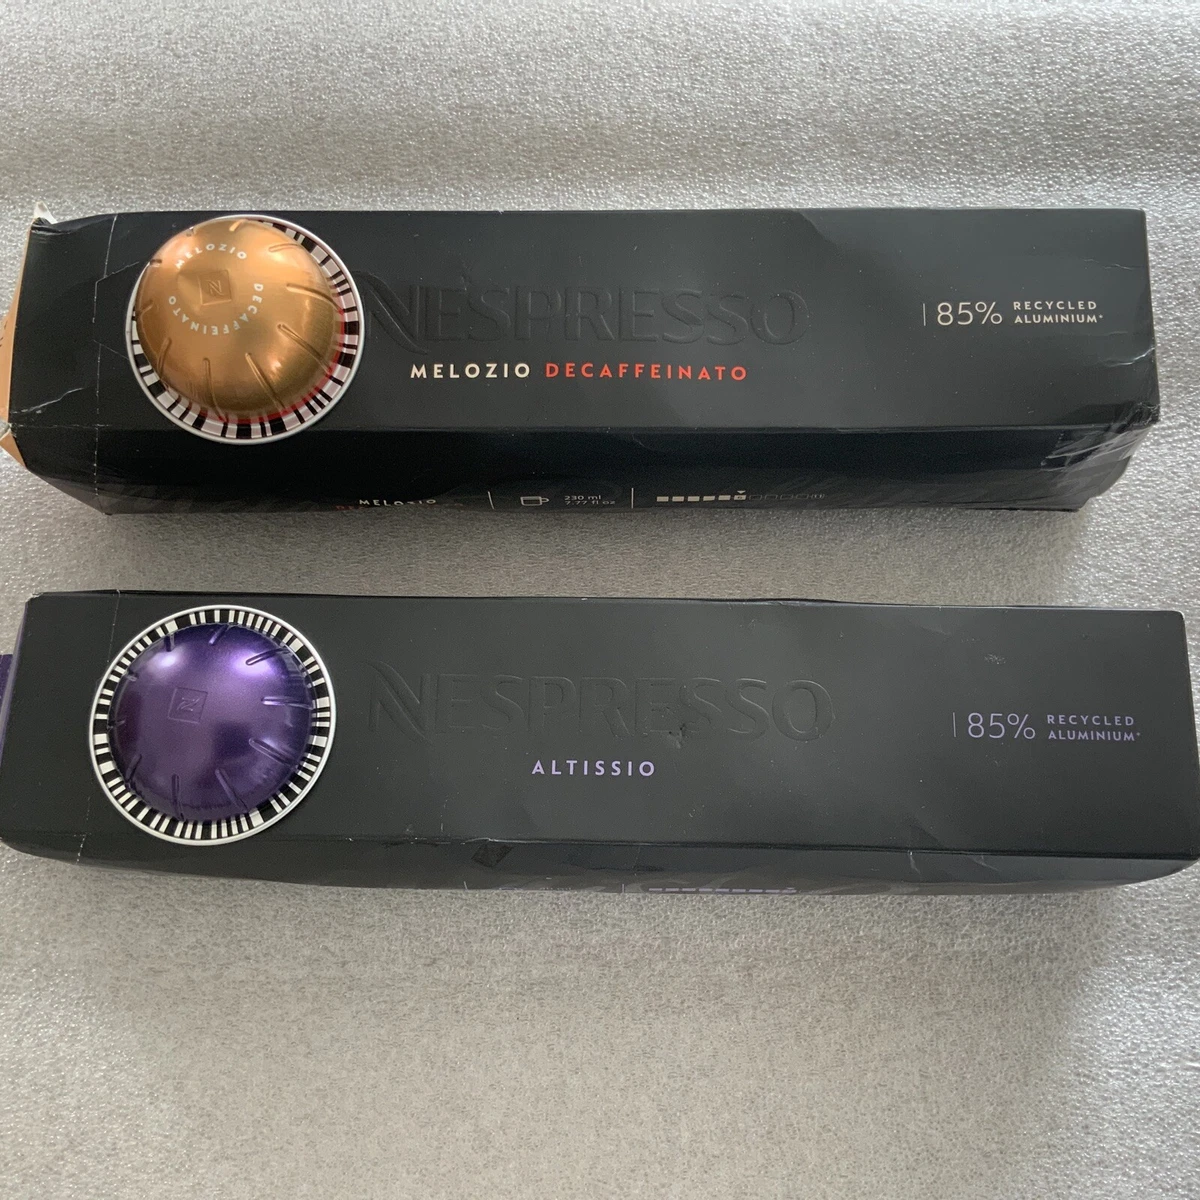 MELOZIO
DECAFFEINATO
NESPRESSO
MELOZIO DECAFFEINATO
85% RECYCLED
ALUMINIUM*
MELOZIO
230 ml
7.77 fl oz
NESPRESSO
ALTISSIO
85% RECYCLED
ALUMINIUM*